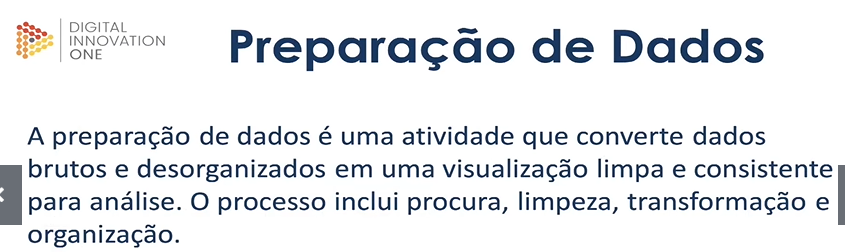 DIGITAL
INNOVATION
ONE
Preparação de Dados
A preparação de dados é uma atividade que converte dados
brutos e desorganizados em uma visualização limpa e consistente
para análise. O processo inclui procura, limpeza, transformação e
organização.